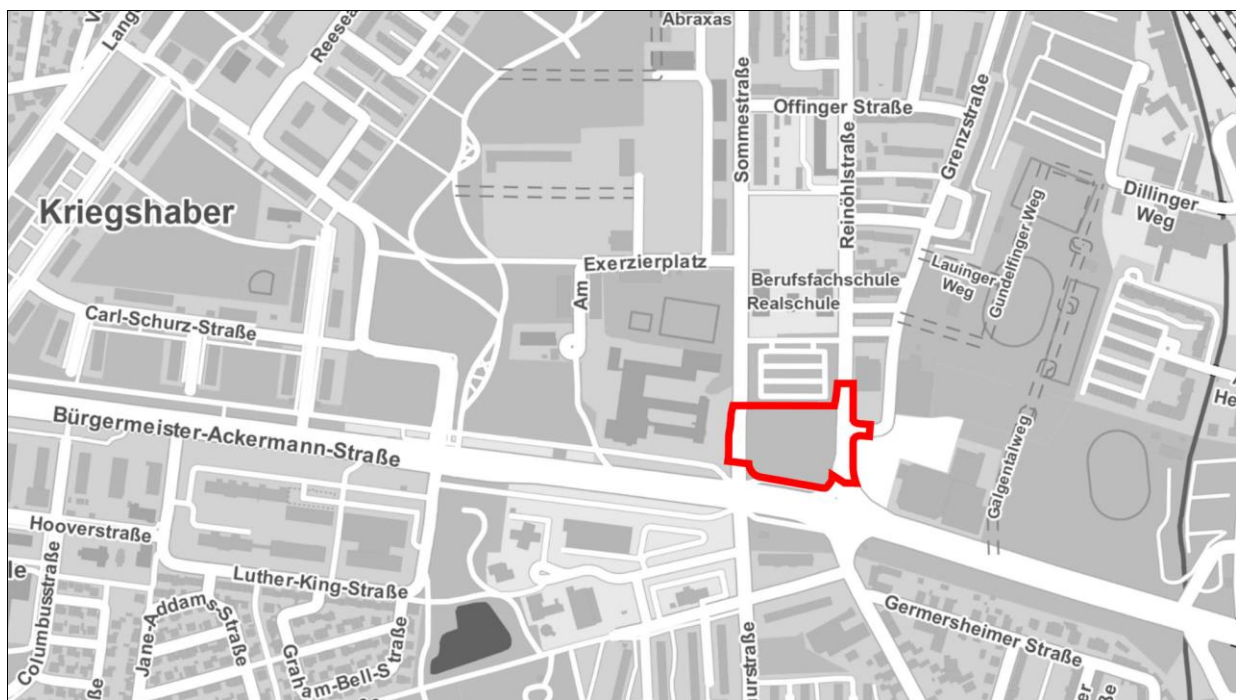 Abraxas
Offinger Straße
Sommestraße
Reinöhlstraße
Grenzstraße
Dillinger
Weg
Kriegshaber
Gundelfinger Weg
Lauinger
Weg
Exerzierplatz
Am
Berufsfachschule
Realschule
Carl-Schurz-Straße
Bürgermeister-Ackermann-Straße
Galgentalweg
Hooverstraße
Luther-King-Straße
Columbusstraße
Jane-Addams-Straße
Graham-Bell-Straße
Germersheimer Straße